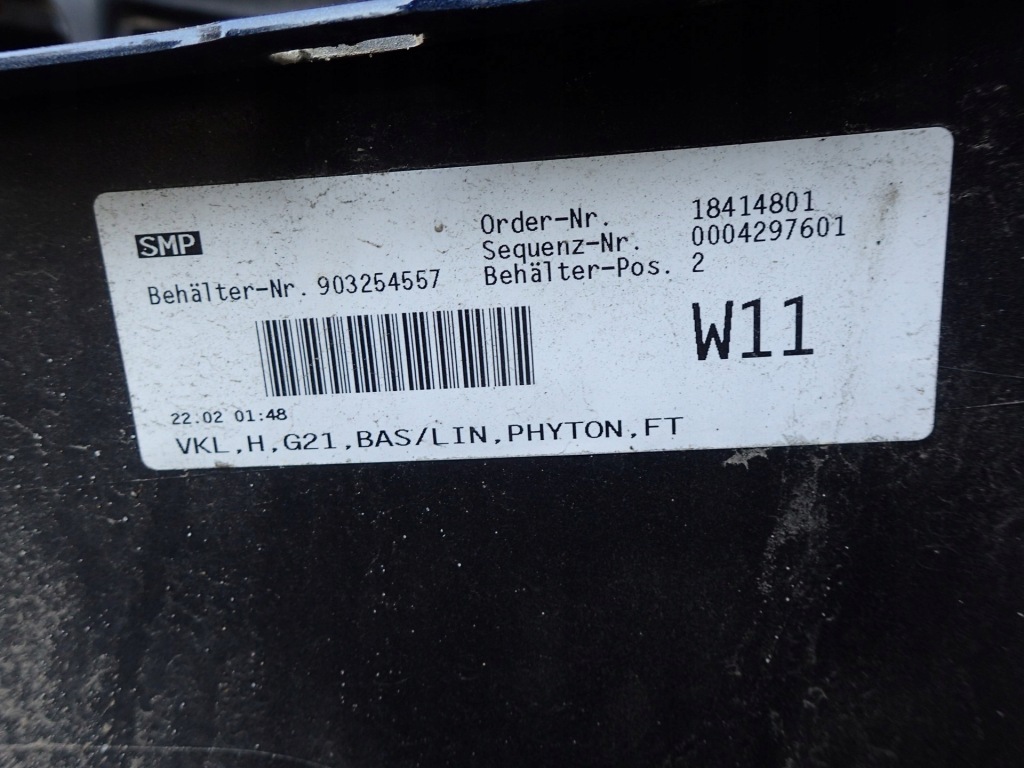 SMP
Order-Nr. 18414801
Sequenz-Nr. 0004297601
Behälter-Nr. 903254557
Behälter-Pos. 2
W11
22.02 01:48
VKL,H,G21,BAS/LIN,PHYTON,FT